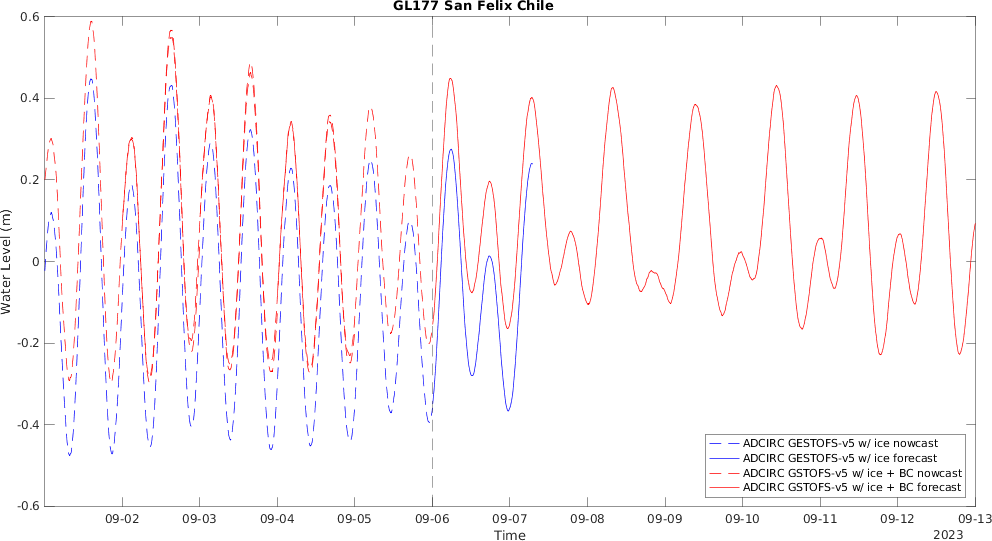 GL177 San Felix Chile
0.6
0.4
0.2
0
-0.2
-0.4
-0.6
Water Level (m)
ADCIRC GESTOFS-v5 w/ ice nowcast
ADCIRC GESTOFS-v5 w/ ice forecast
ADCIRC GSTOFS-v5 w/ ice + BC nowcast
ADCIRC GSTOFS-v5 w/ ice + BC forecast
09-02 09-03 09-04 09-05 09-06 09-07 09-08 09-09 09-10 09-11 09-12 09-13
Time
2023